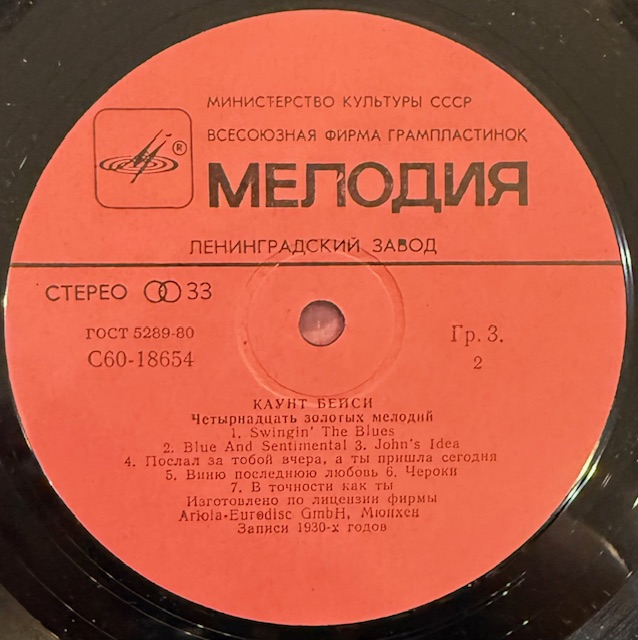 МИНИСТЕРСТВО КУЛЬТУРЫ СССР
ВСЕСОЮЗНАЯ ФИРМА ГРАМПЛАСТИНОК
®
МЕЛОДИЯ
ЛЕНИНГРАДСКИЙ ЗАВОД
СТЕРЕО 33
ГОСТ 5289-80
С60-18654
Гр. 3.
2
КАУНТ БЕЙСИ
Четырнадцать золотых мелодий
1. Swingin' The Blues
2. Blue And Sentimental 3. John's Idea
4. Послал за тобой вчера, а ты пришла сегодня
5. Виню последнюю любовь 6. Чероки
7. В точности как ты
Изготовлено по лицензии фирмы
Ariola-Eurodisc GmbH, Мюнхен
Записи 1930-х годов